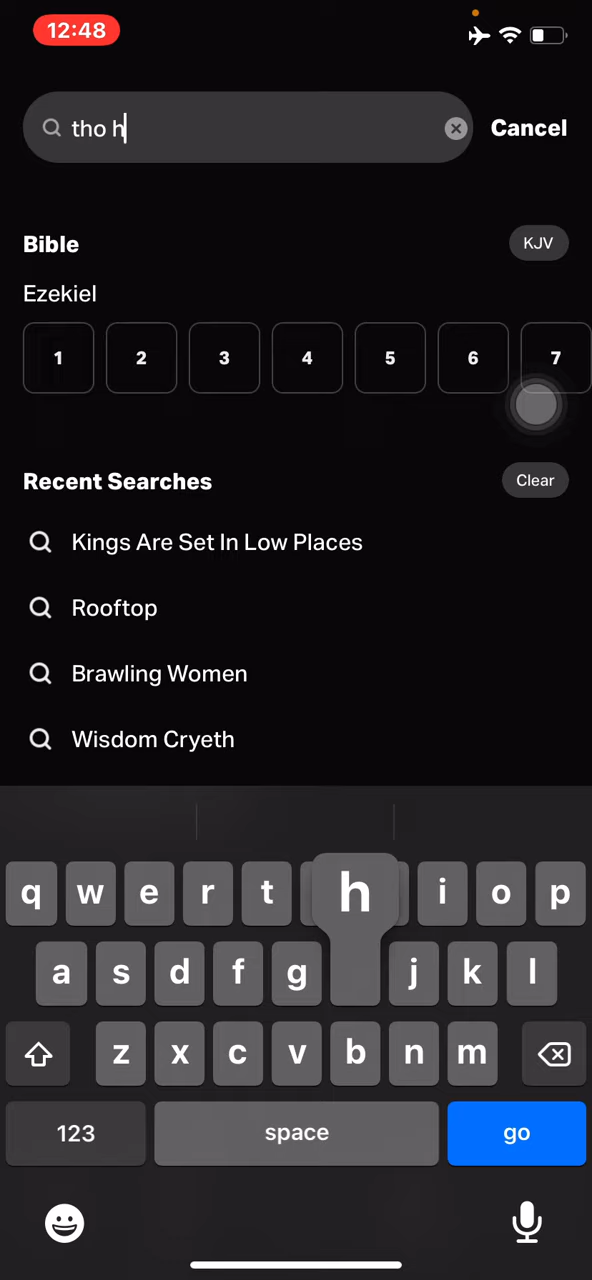 12:48
tho h
Cancel
Bible
KJV
Ezekiel
1 2 3 4 5 6 7
Recent Searches
Clear
Kings Are Set In Low Places
Rooftop
Brawling Women
Wisdom Cryeth
q w e r t h i o p
a s d f g j k l
z x c v b n m
123 space go